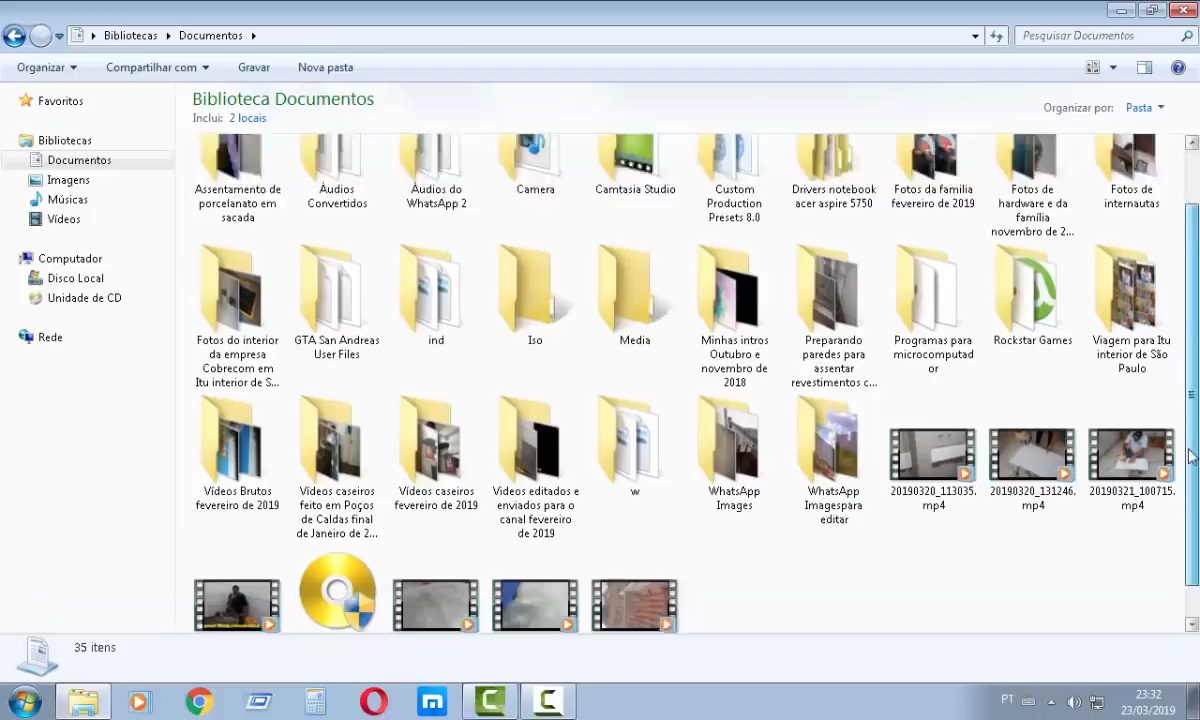 Bibliotecas
Documentos
Pesquisar Documentos
Organizar
Compartilhar com
Gravar
Nova pasta
Favoritos
Bibliotecas
Documentos
Imagens
Músicas
Vídeos
Computador
Disco Local
Unidade de CD
Rede
Biblioteca Documentos
Inclui: 2 locais
Organizar por: Pasta
Assentamento de
porcelanato em
sacada
Áudios
Convertidos
Áudios do
WhatsApp 2
Camera
Camtasia Studio
Custom
Production
Presets 8.0
Drivers notebook
acer aspire 5750
Fotos da familia
fevereiro de 2019
Fotos de
hardware e da
família
novembro de 2...
Fotos de
internautas
Fotos do interior
da empresa
Cobrecom em
Itu interior de S...
GTA San Andreas
User Files
ind
Iso
Media
Minhas intros
Outubro e
novembro de
2018
Preparando
paredes para
assentar
revestimentos c...
Programas para
microcomputad
or
Rockstar Games
Viagem para Itu
interior de São
Paulo
Vídeos Brutos
fevereiro de 2019
Vídeos caseiros
feito em Poços
de Caldas final
de Janeiro de 2...
Vídeos caseiros
fevereiro de 2019
Videos editados e
enviados para o
canal fevereiro
de 2019
w
WhatsApp
Images
WhatsApp
Imagespara
editar
20190320_113035.
mp4
20190320_131246.
mp4
20190321_100715.
mp4
35 itens
PT
23:32
23/03/2019